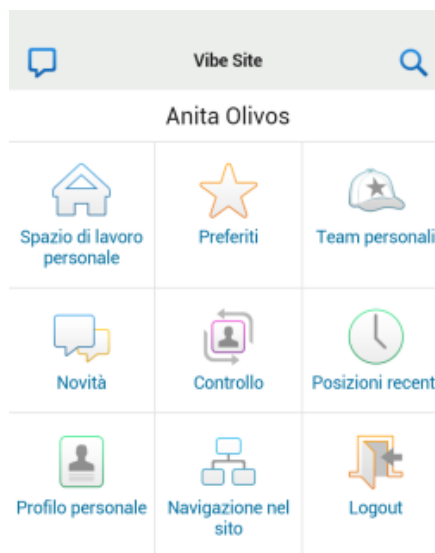 Vibe Site
Anita Olivos
Spazio di lavoro
personale
Preferiti
Team personali
Novità
Controllo
Posizioni recent
Profilo personale
Navigazione nel
sito
Logout